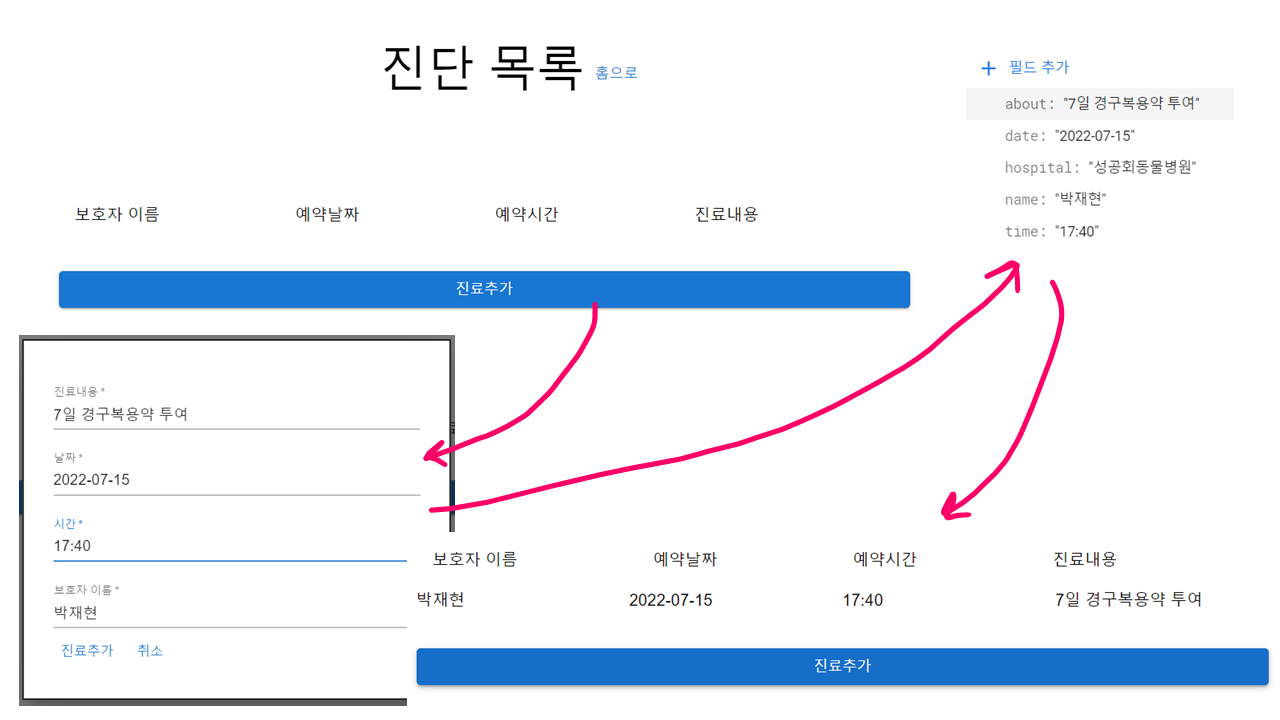 진단 목록 홈으로
+ 필드 추가
about: "7일 경구복용약 투여"
date: "2022-07-15"
hospital: "성공회동물병원"
name: "박재현"
time: "17:40"
보호자 이름 예약날짜 예약시간 진료내용
진료추가
진료내용 *
7일 경구복용약 투여
날짜 *
2022-07-15
시간 *
17:40
보호자 이름 *
박재현
진료추가 취소
보호자 이름 예약날짜 예약시간 진료내용
박재현 2022-07-15 17:40 7일 경구복용약 투여
진료추가